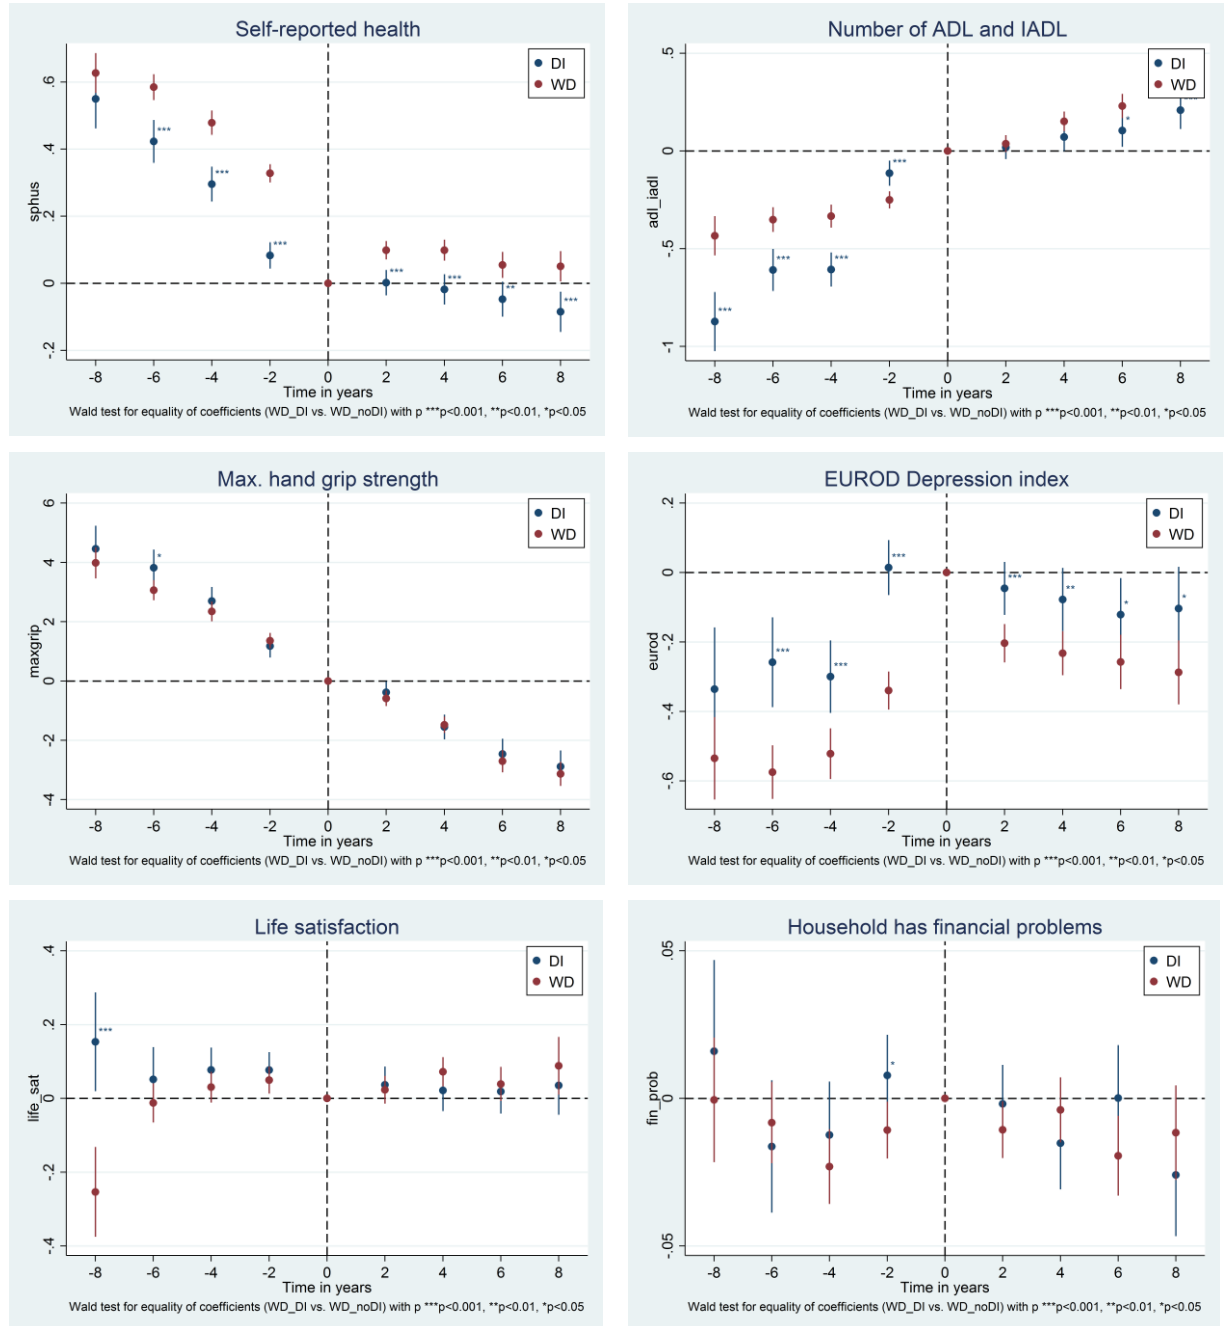 Self-reported health
sphus
.6
.4
.2
0
-.2
***
***
***
***
***
**
***
DI
WD
-8 -6 -4 -2 0 2 4 6 8
Time in years
Wald test for equality of coefficients (WD_DI vs. WD_noDI) with p ***p<0.001, **p<0.01, *p<0.05
Number of ADL and IADL
adl_iadl
.5
0
-.5
-1
***
***
***
***
*
DI
WD
-8 -6 -4 -2 0 2 4 6 8
Time in years
Wald test for equality of coefficients (WD_DI vs. WD_noDI) with p ***p<0.001, **p<0.01, *p<0.05
Max. hand grip strength
maxgrip
6
4
2
0
-2
-4
*
DI
WD
-8 -6 -4 -2 0 2 4 6 8
Time in years
Wald test for equality of coefficients (WD_DI vs. WD_noDI) with p ***p<0.001, **p<0.01, *p<0.05
EUROD Depression index
eurod
.2
0
-.2
-.4
-.6
***
***
***
***
**
*
*
DI
WD
-8 -6 -4 -2 0 2 4 6 8
Time in years
Wald test for equality of coefficients (WD_DI vs. WD_noDI) with p ***p<0.001, **p<0.01, *p<0.05
Life satisfaction
life_sat
.4
.2
0
-.2
-.4
***
DI
WD
-8 -6 -4 -2 0 2 4 6 8
Time in years
Wald test for equality of coefficients (WD_DI vs. WD_noDI) with p ***p<0.001, **p<0.01, *p<0.05
Household has financial problems
fin_prob
.05
0
-.05
*
DI
WD
-8 -6 -4 -2 0 2 4 6 8
Time in years
Wald test for equality of coefficients (WD_DI vs. WD_noDI) with p ***p<0.001, **p<0.01, *p<0.05